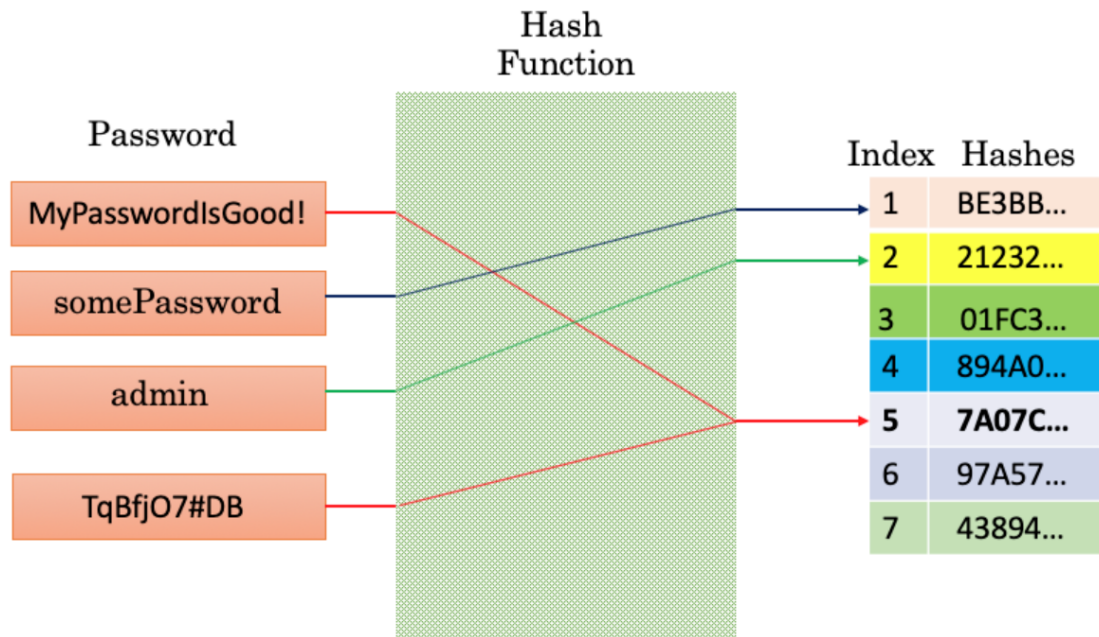 Hash
Function
Password
Index Hashes
MyPasswordIsGood!
somePassword
admin
TqBfjO7#DB
1 BE3BB...
2 21232...
3 01FC3...
4 894A0...
5 7A07C...
6 97A57...
7 43894...